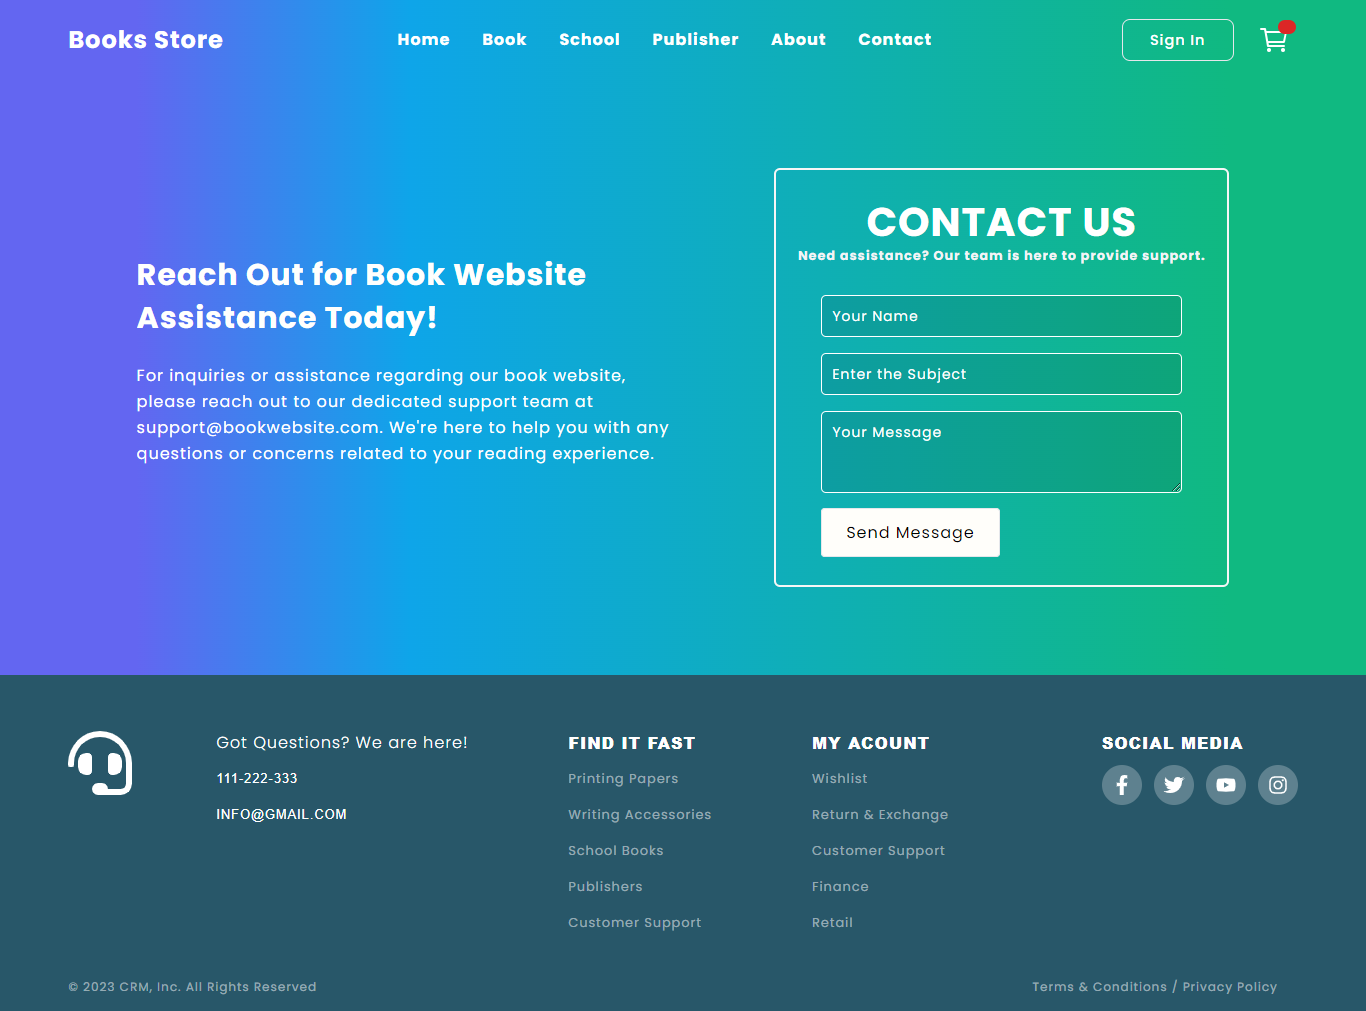 Books Store
Home Book School Publisher About Contact
Sign In
Reach Out for Book Website
Assistance Today!
For inquiries or assistance regarding our book website,
please reach out to our dedicated support team at
support@bookwebsite.com. We're here to help you with any
questions or concerns related to your reading experience.
CONTACT US
Need assistance? Our team is here to provide support.
Your Name
Enter the Subject
Your Message
Send Message
Got Questions? We are here!
111-222-333
INFO@GMAIL.COM
FIND IT FAST
Printing Papers
Writing Accessories
School Books
Publishers
Customer Support
MY ACOUNT
Wishlist
Return & Exchange
Customer Support
Finance
Retail
SOCIAL MEDIA
© 2023 CRM, Inc. All Rights Reserved
Terms & Conditions / Privacy Policy